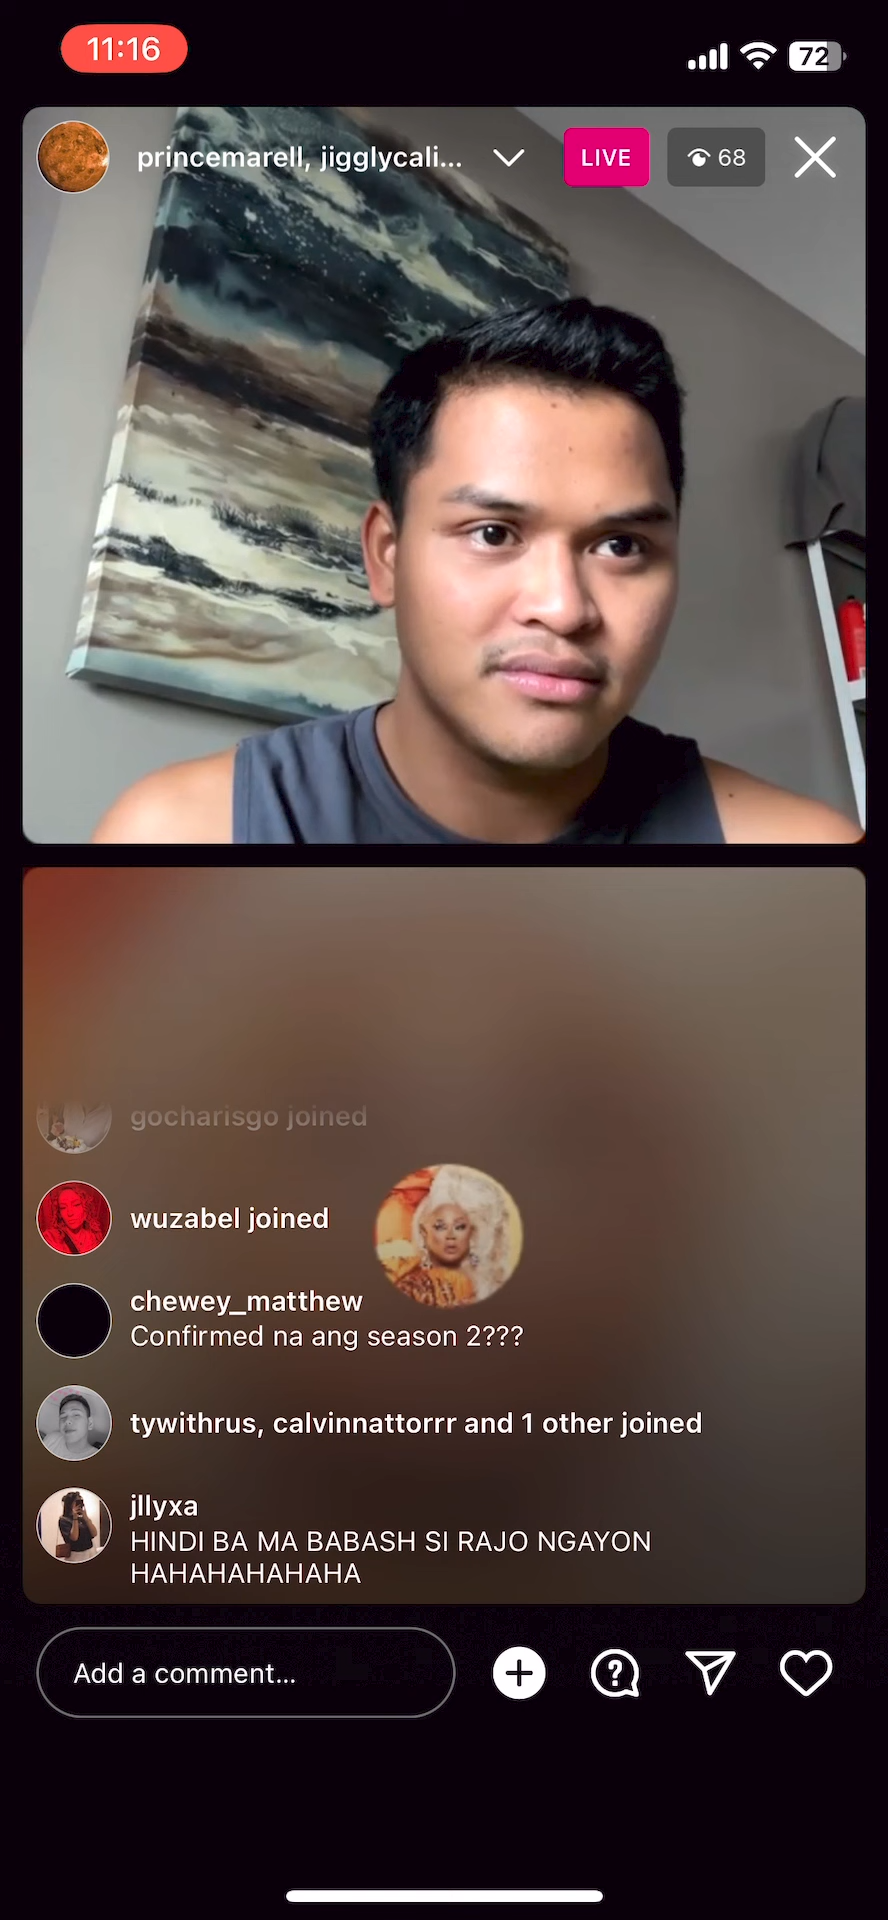 11:16
72
princemarell, jigglycali...
LIVE
68
gocharisgo joined
wuzabel joined
chewey_matthew
Confirmed na ang season 2???
tywithrus, calvinnattorrr and 1 other joined
jllyxa
HINDI BA MA BABASH SI RAJO NGAYON
HAHAHAHAHAHA
Add a comment...